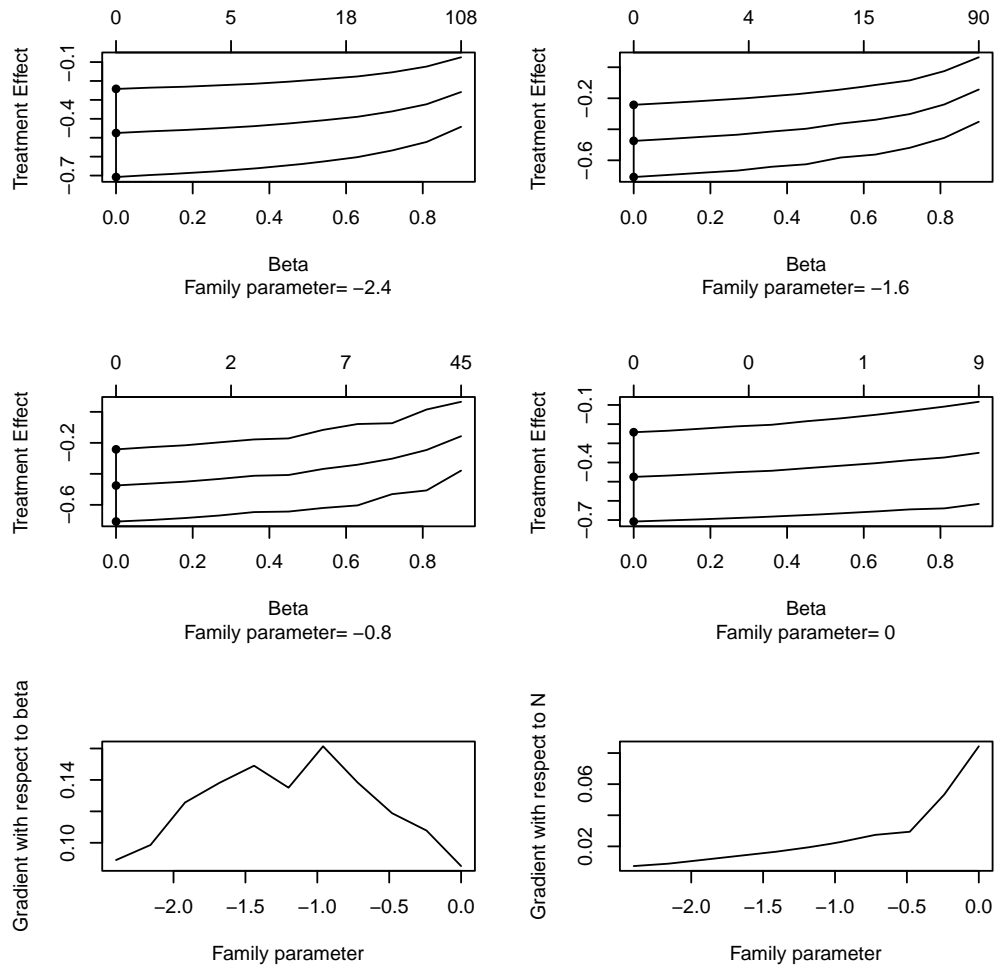 0 5 18 108
Treatment Effect
−0.1
−0.4
−0.7
0.0 0.2 0.4 0.6 0.8
Beta
Family parameter= −2.4
0 4 15 90
Treatment Effect
−0.2
−0.6
0.0 0.2 0.4 0.6 0.8
Beta
Family parameter= −1.6
0 2 7 45
Treatment Effect
−0.2
−0.6
0.0 0.2 0.4 0.6 0.8
Beta
Family parameter= −0.8
0 0 1 9
Treatment Effect
−0.1
−0.4
−0.7
0.0 0.2 0.4 0.6 0.8
Beta
Family parameter= 0
Gradient with respect to beta
0.14
0.10
−2.0 −1.5 −1.0 −0.5 0.0
Family parameter
Gradient with respect to N
0.06
0.02
−2.0 −1.5 −1.0 −0.5 0.0
Family parameter